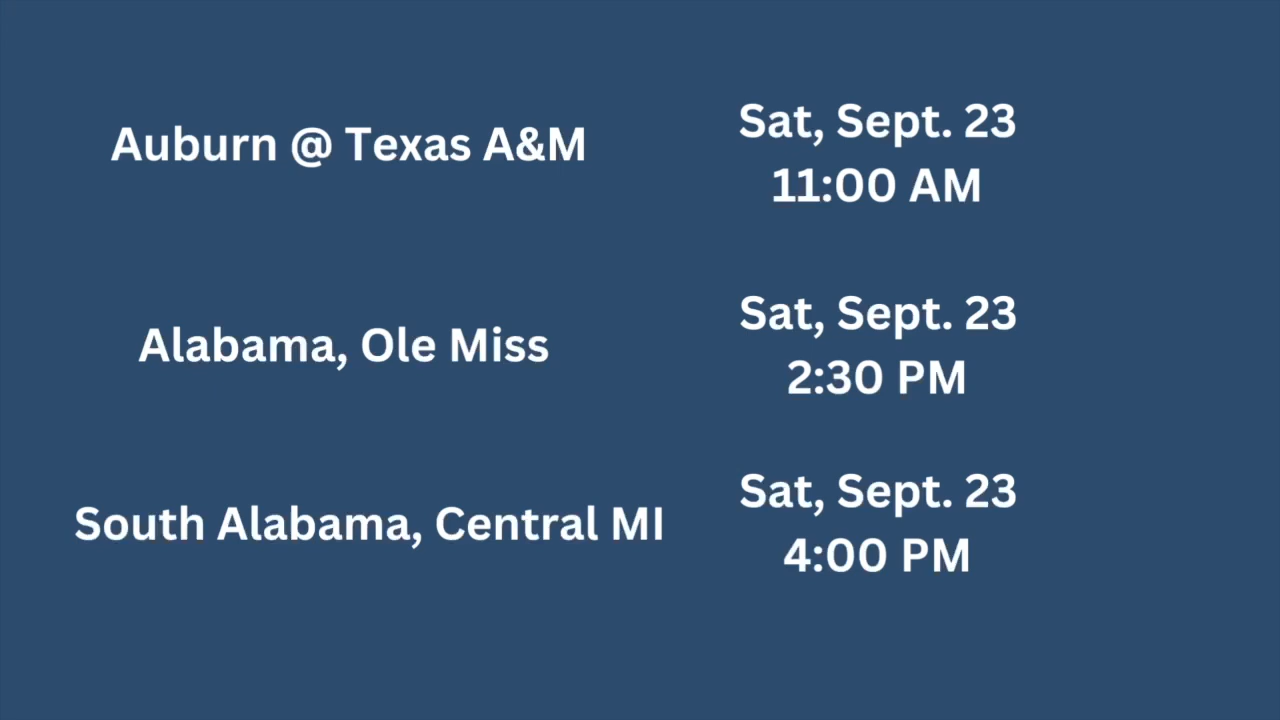 Auburn @ Texas A&M
Sat, Sept. 23
11:00 AM
Alabama, Ole Miss
Sat, Sept. 23
2:30 PM
South Alabama, Central MI
Sat, Sept. 23
4:00 PM